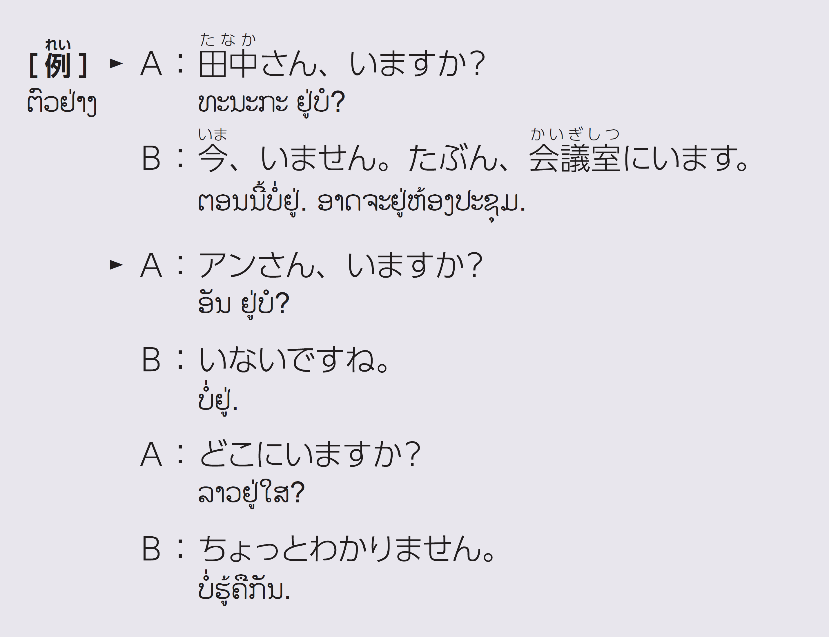 れい
[例] ► A：田中さん、いますか？
たなか
ຕົວຢ່າງ ທະນະກະ ຢູ່ບໍ?
いま かいぎしつ
B：今、いません。たぶん、会議室にいます。
ຕອນນີ້ບໍ່ຢູ່. ອາດຈະຢູ່ຫ້ອງປະຊຸມ.
► A：アンさん、いますか？
ອັນ ຢູ່ບໍ?
B：いないですね。
ບໍ່ຢູ່.
A：どこにいますか？
ລາວຢູ່ໃສ?
B：ちょっとわかりません。
ບໍ່ຮູ້ຄືກັນ.